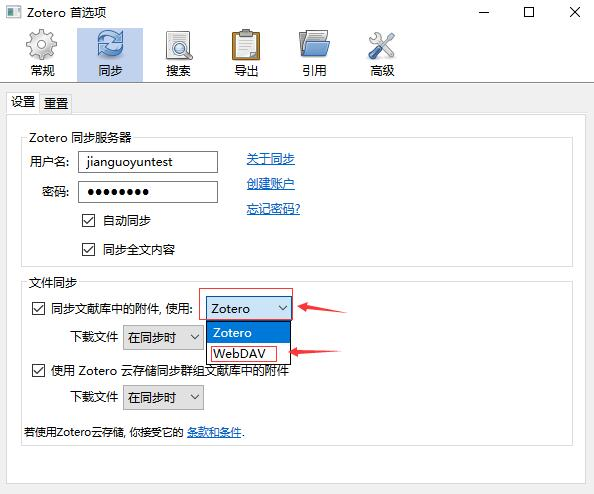 Zotero 首选项
常规 同步 搜索 导出 引用 高级
设置 重置
Zotero 同步服务器
用户名: jianguoyuntest 关于同步
密码: ●●●●●●●● 创建账户
忘记密码?
自动同步
同步全文内容
文件同步
同步文献库中的附件, 使用: Zotero
Zotero
下载文件 在同步时
WebDAV
使用 Zotero 云存储同步群组文献库中的附件
下载文件 在同步时
若使用Zotero云存储, 你接受它的 条款和条件.